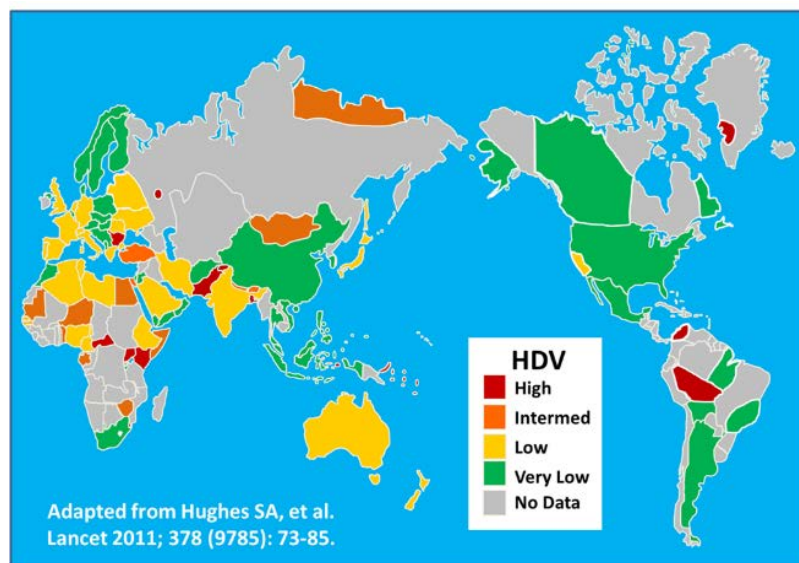 HDV
High
Intermed
Low
Very Low
No Data
Adapted from Hughes SA, et al.
Lancet 2011; 378 (9785): 73-85.